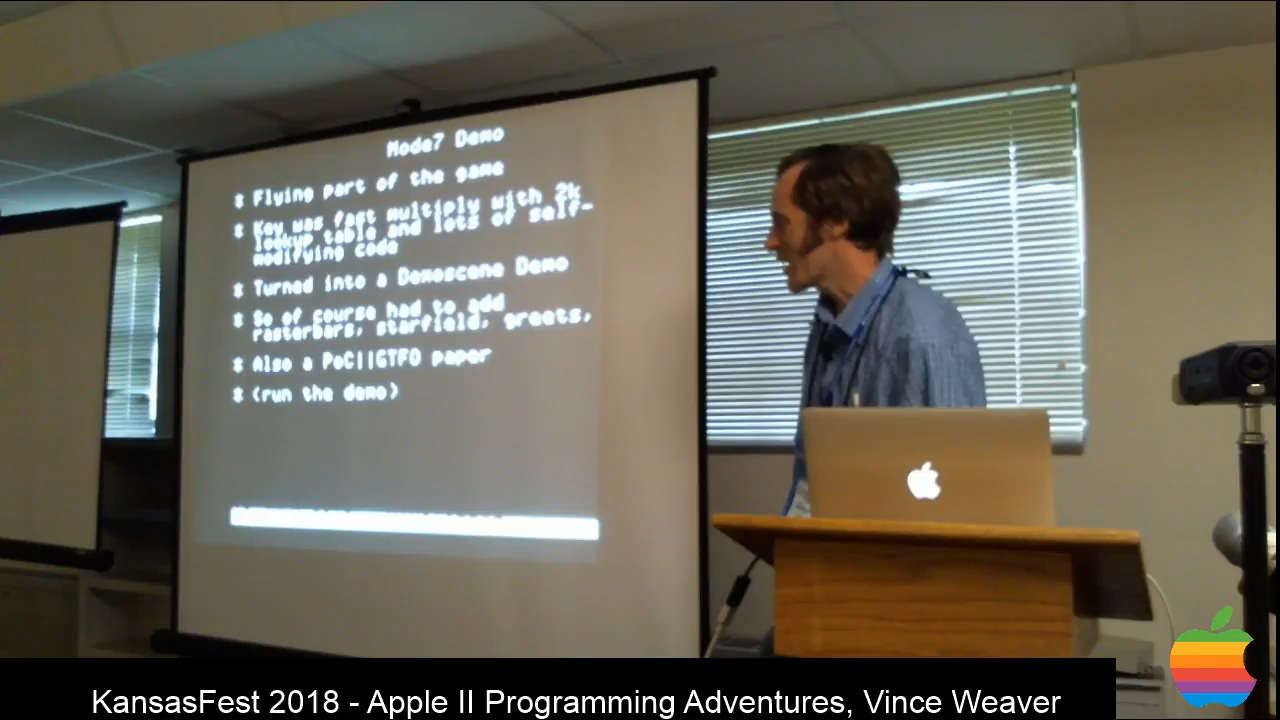 Mode7 Demo
* Flying part of the game
* Key was fast multiply with 2k
lookup table and lots of self-
modifying code
* Turned into a Demoscene Demo
* So of course had to add
rasterbars, starfield, greets,
* Also a PoC||GTFO paper
* (run the demo)
KansasFest 2018 - Apple II Programming Adventures, Vince Weaver